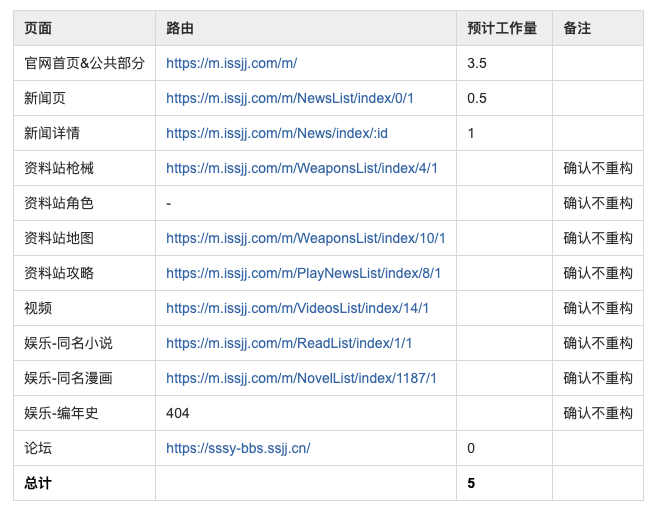 页面 路由 预计工作量 备注
官网首页&公共部分 https://m.issjj.com/m/ 3.5
新闻页 https://m.issjj.com/m/NewsList/index/0/1 0.5
新闻详情 https://m.issjj.com/m/News/index/:id 1
资料站枪械 https://m.issjj.com/m/WeaponsList/index/4/1 确认不重构
资料站角色 - 确认不重构
资料站地图 https://m.issjj.com/m/WeaponsList/index/10/1 确认不重构
资料站攻略 https://m.issjj.com/m/PlayNewsList/index/8/1 确认不重构
视频 https://m.issjj.com/m/VideosList/index/14/1 确认不重构
娱乐-同名小说 https://m.issjj.com/m/ReadList/index/1/1 确认不重构
娱乐-同名漫画 https://m.issjj.com/m/NovelList/index/1187/1 确认不重构
娱乐-编年史 404 确认不重构
论坛 https://sssy-bbs.ssjj.cn/ 0
总计 5